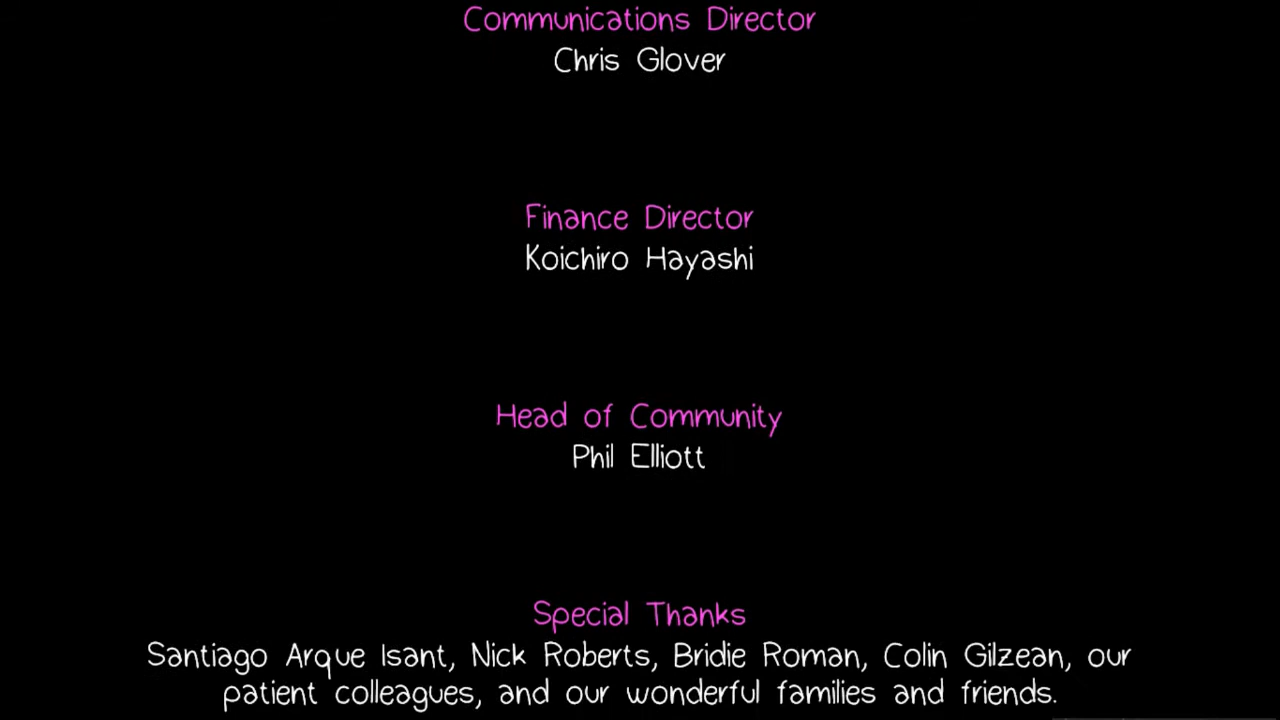 Communications Director
Chris Glover
Finance Director
Koichiro Hayashi
Head of Community
Phil Elliott
Special Thanks
Santiago Arque Isant, Nick Roberts, Bridie Roman, Colin Gilzean, our
patient colleagues, and our wonderful families and friends.